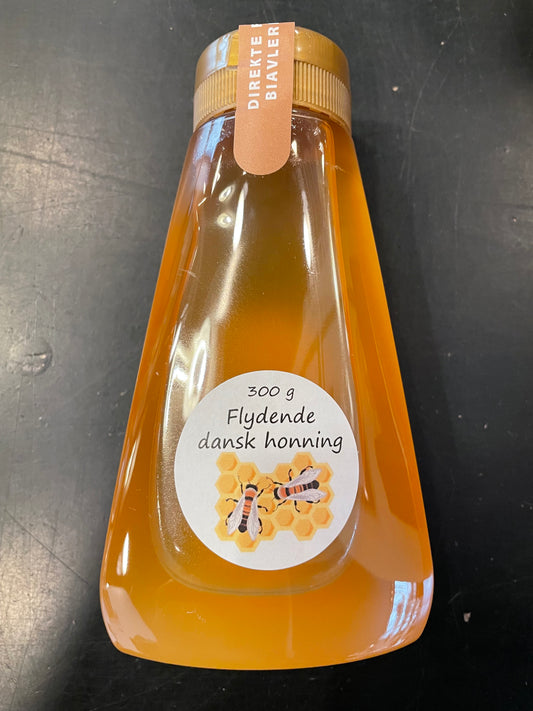 DIREKTE
BIAVLER
300 g
Flydende
dansk honning